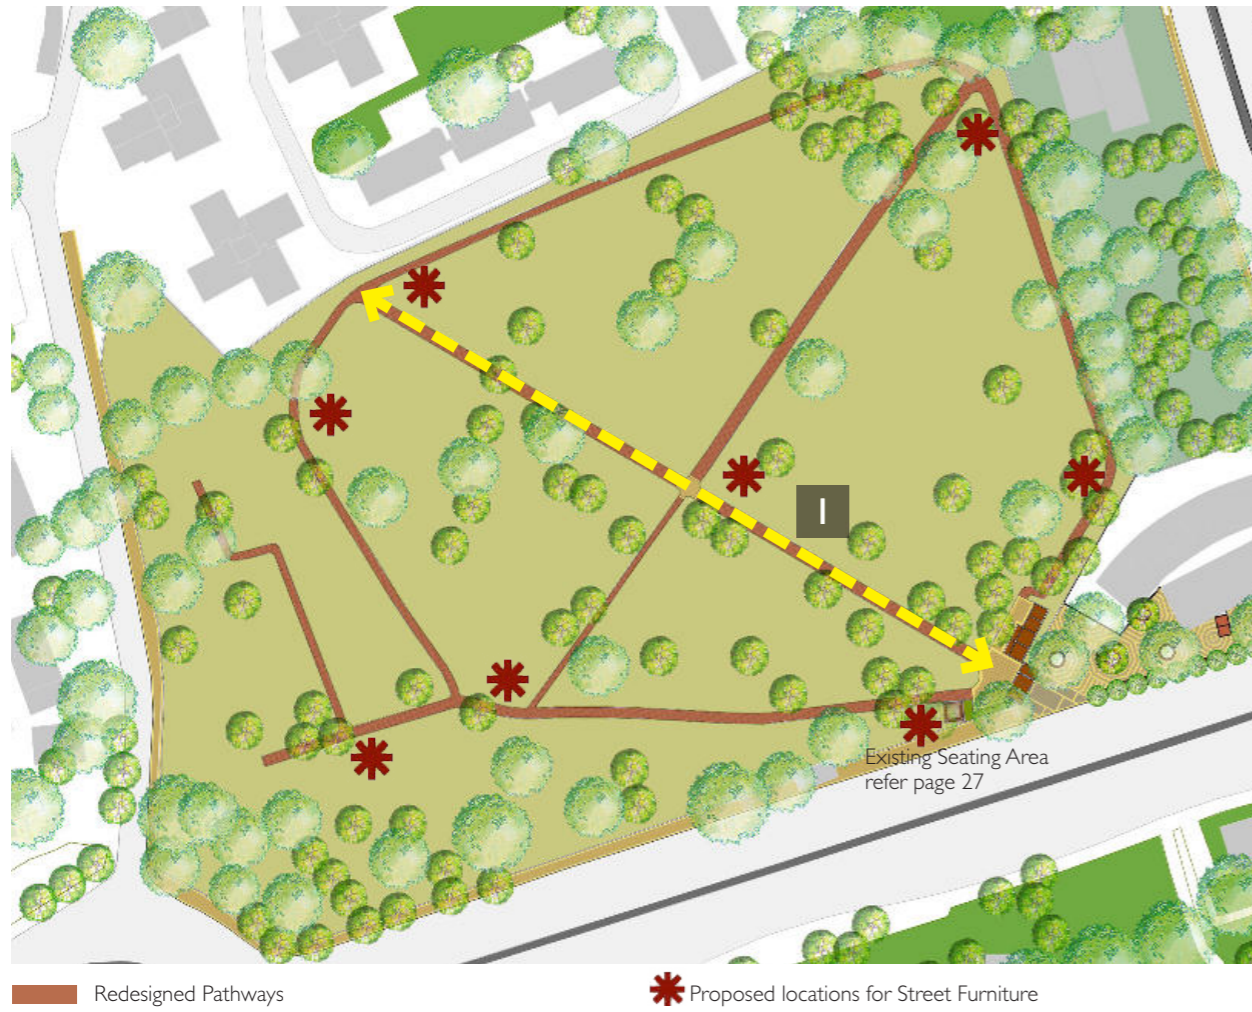 I
Existing Seating Area
refer page 27
Redesigned Pathways
Proposed locations for Street Furniture